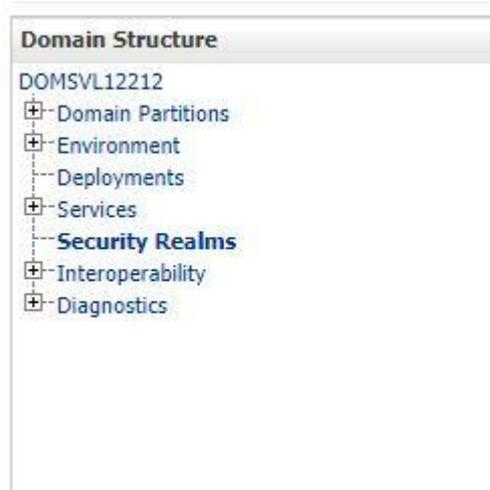 Domain Structure
DOMSVL12212
Domain Partitions
Environment
Deployments
Services
Security Realms
Interoperability
Diagnostics